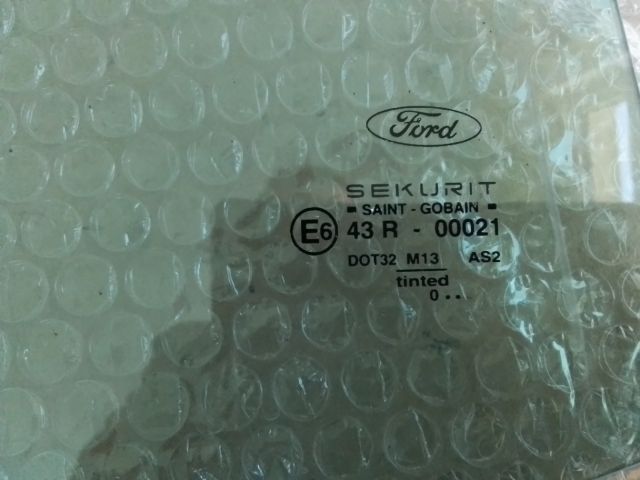 Ford
SEKURIT
SAINT - GOBAIN
E6 43 R - 00021
DOT32 M13 AS2
tinted
0 ..